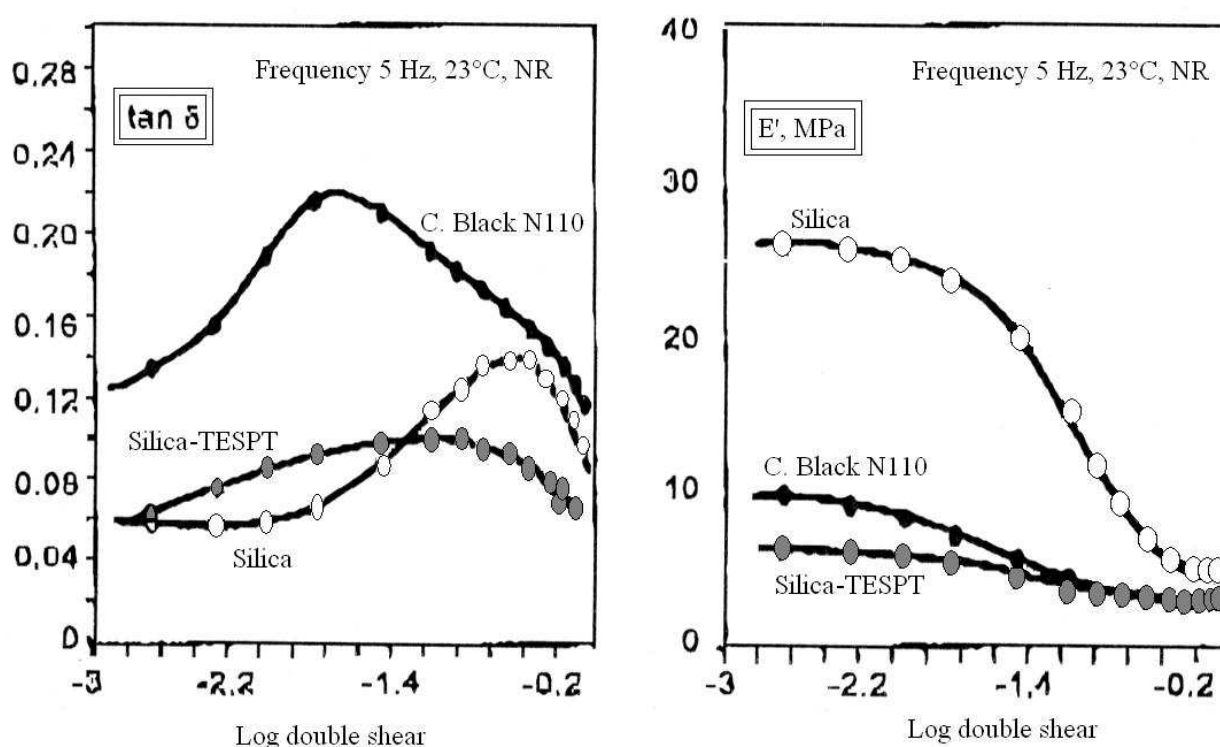 Frequency 5 Hz, 23°C, NR
tan δ
0,28
0,24
0.20
0.16
0.12
0.08
0.04
0
C. Black N110
Silica-TESPT
Silica
-3
-2.2
-1.4
-0.2
Log double shear
40
30
20
10
0
Frequency 5 Hz, 23°C, NR
E', MPa
Silica
C. Black N110
Silica-TESPT
-3
-2.2
-1.4
-0.2
Log double shear